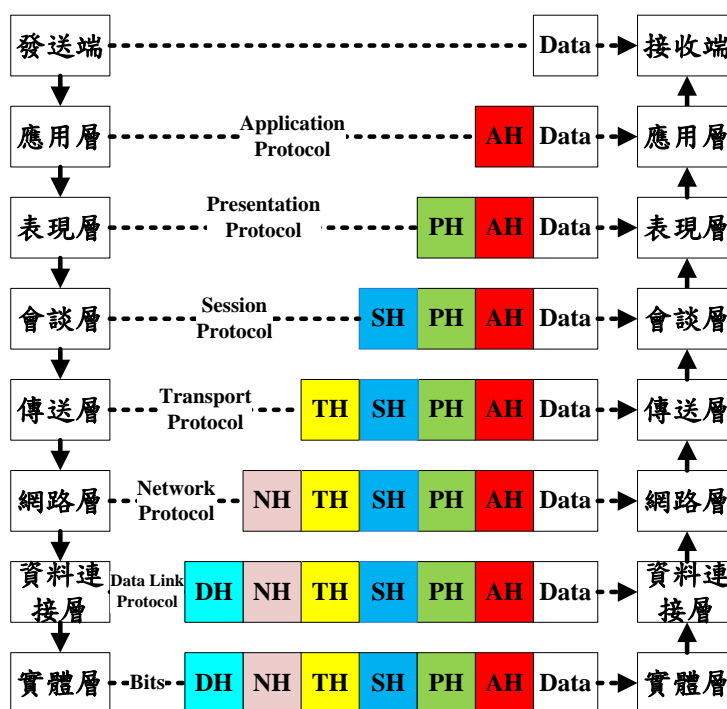 發送端 Data 接收端
應用層 Application Protocol AH Data 應用層
表現層 Presentation Protocol PH AH Data 表現層
會談層 Session Protocol SH PH AH Data 會談層
傳送層 Transport Protocol TH SH PH AH Data 傳送層
網路層 Network Protocol NH TH SH PH AH Data 網路層
資料連接層 Data Link Protocol DH NH TH SH PH AH Data 資料連接層
實體層 Bits DH NH TH SH PH AH Data 實體層